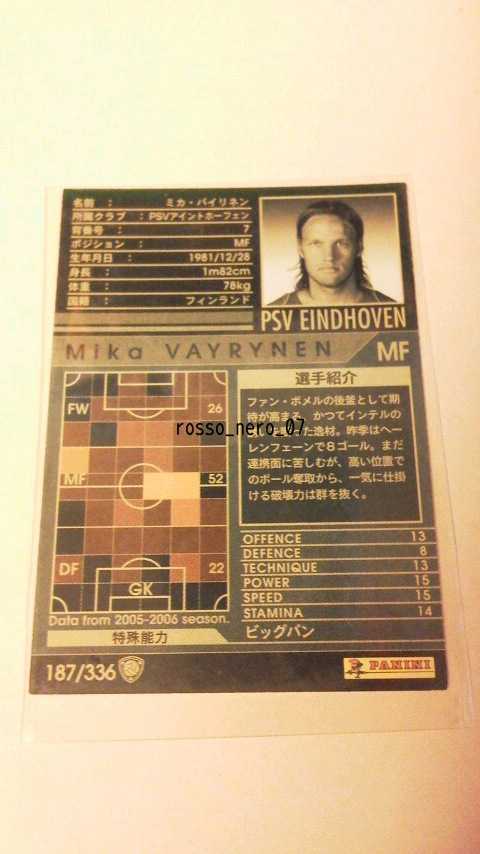 名前 : ミカ・バイリネン
所属クラブ : PSVアイントホーフェン
背番号 : 7
ポジション : MF
生年月日 : 1981/12/28
身長 : 1m82cm
体重 : 78kg
国籍 : フィンランド
PSV EINDHOVEN
Mika VAYRYNEN MF
FW 26
MF 52
DF 22
GK
Data from 2005-2006 season.
選手紹介
ファン・ボメルの後釜として期
待が高まる、かつてインテルの
逸材。昨季はヘー
レンフェーンで8ゴール。まだ
連携面に苦しむが、高い位置で
のボール奪取から、一気に仕掛
ける破壊力は群を抜く。
rosso_nero_07
OFFENCE 13
DEFENCE 8
TECHNIQUE 13
POWER 15
SPEED 15
STAMINA 14
特殊能力 ビッグバン
187/336
PANINI